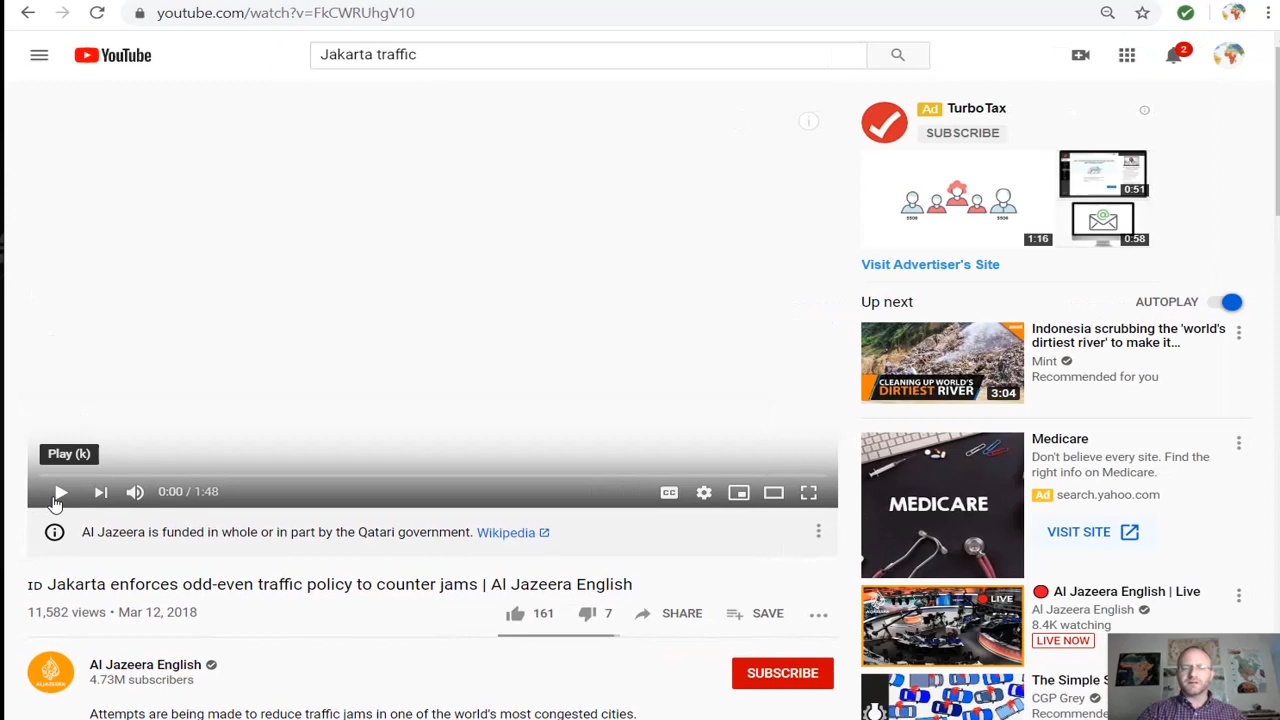 youtube.com/watch?v=FkCWRUhgV10
YouTube
Jakarta traffic
2
Ad TurboTax
SUBSCRIBE
0:51
1:16
0:58
Visit Advertiser's Site
Up next
AUTOPLAY
Indonesia scrubbing the 'world's
dirtiest river' to make it...
Mint
Recommended for you
CLEANING UP WORLD'S
DIRTIEST RIVER
3:04
Play (k)
0:00 / 1:48
CC
Medicare
Don't believe every site. Find the
right info on Medicare.
Ad search.yahoo.com
VISIT SITE
MEDICARE
Al Jazeera is funded in whole or in part by the Qatari government. Wikipedia
ID Jakarta enforces odd-even traffic policy to counter jams | Al Jazeera English
11,582 views • Mar 12, 2018
161
7
SHARE
SAVE
LIVE
Al Jazeera English | Live
Al Jazeera English
8.4K watching
LIVE NOW
ALJAZEERA
Al Jazeera English
4.73M subscribers
SUBSCRIBE
The Simple S
CGP Grey
Recommende
Attempts are being made to reduce traffic jams in one of the world's most congested cities.